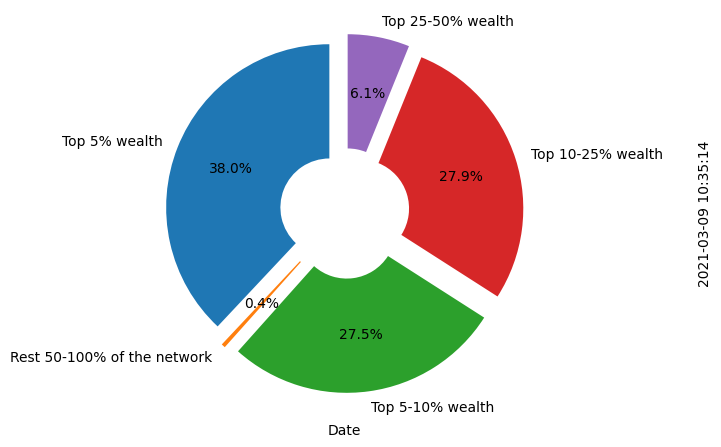 Top 25-50% wealth
6.1%
Top 5% wealth
38.0%
Top 10-25% wealth
27.9%
2021-03-09 10:35:14
0.4%
27.5%
Rest 50-100% of the network
Top 5-10% wealth
Date